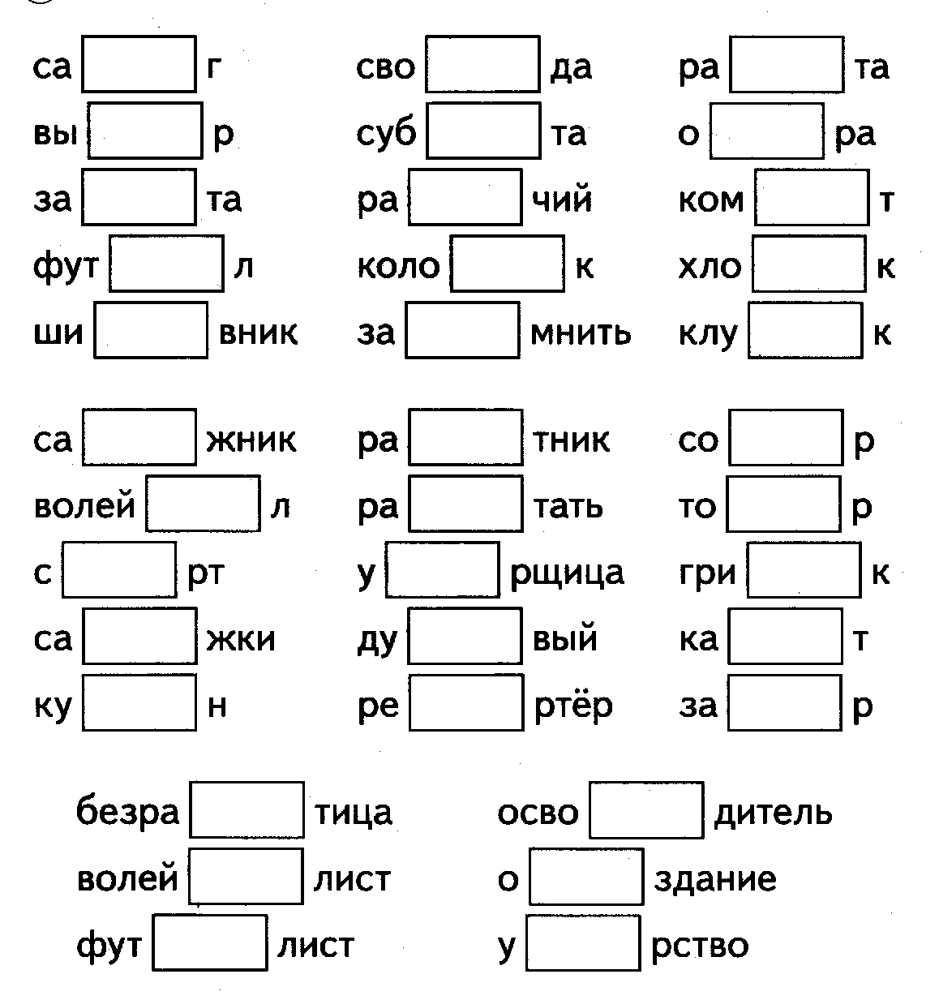 са г сво да ра та
вы р суб та о ра
за та ра чий ком т
фут л коло к хло к
ши вник за мнить клу к
са жник ра тник со р
волей л ра тать то р
с рт у рщица гри к
са жки ду вый ка т
ку н ре ртёр за р
безра тица осво дитель
волей лист о здание
фут лист у рство